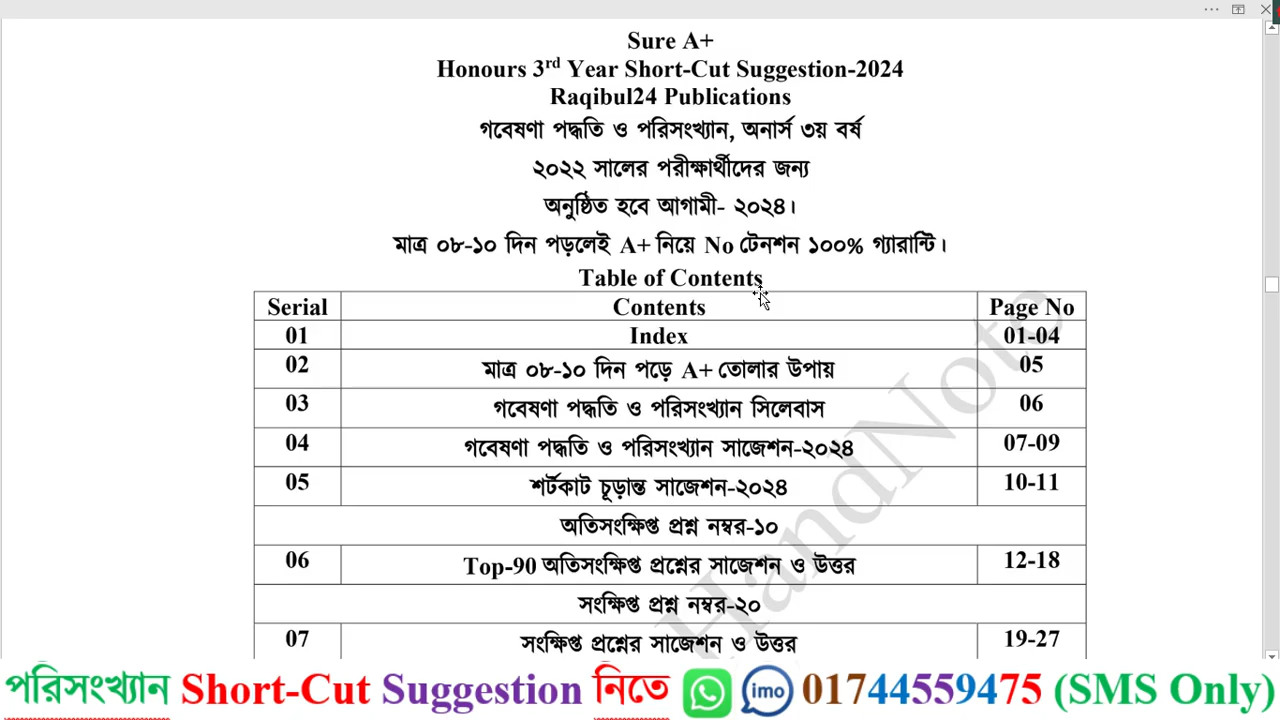 Sure A+
Honours 3rd Year Short-Cut Suggestion-2024
Raqibul24 Publications
গবেষণা পদ্ধতি ও পরিসংখ্যান, অনার্স ৩য় বর্ষ
২০২২ সালের পরীক্ষার্থীদের জন্য
অনুষ্ঠিত হবে আগামী- ২০২৪।
মাত্র ০৮-১০ দিন পড়লেই A+ নিয়ে No টেনশন ১০০% গ্যারান্টি।
Table of Contents
Serial Contents Page No
01 Index 01-04
02 মাত্র ০৮-১০ দিন পড়ে A+ তোলার উপায় 05
03 গবেষণা পদ্ধতি ও পরিসংখ্যান সিলেবাস 06
04 গবেষণা পদ্ধতি ও পরিসংখ্যান সাজেশন-২০২৪ 07-09
05 শর্টকাট চূড়ান্ত সাজেশন-২০২৪ 10-11
অতিসংক্ষিপ্ত প্রশ্ন নম্বর-১০
06 Top-90 অতিসংক্ষিপ্ত প্রশ্নের সাজেশন ও উত্তর 12-18
সংক্ষিপ্ত প্রশ্ন নম্বর-২০
07 সংক্ষিপ্ত প্রশ্নের সাজেশন ও উত্তর 19-27
HandNote
পরিসংখ্যান Short-Cut Suggestion নিতে imo 01744559475 (SMS Only)